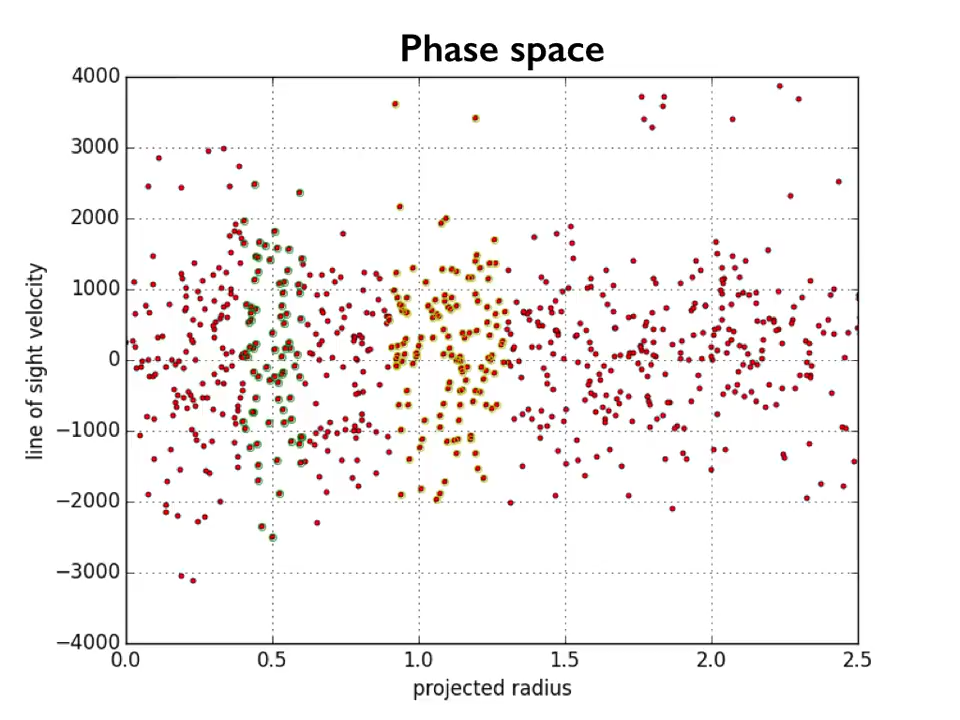 Phase space
4000
3000
2000
1000
0
−1000
−2000
−3000
−4000
line of sight velocity
0.0 0.5 1.0 1.5 2.0 2.5
projected radius